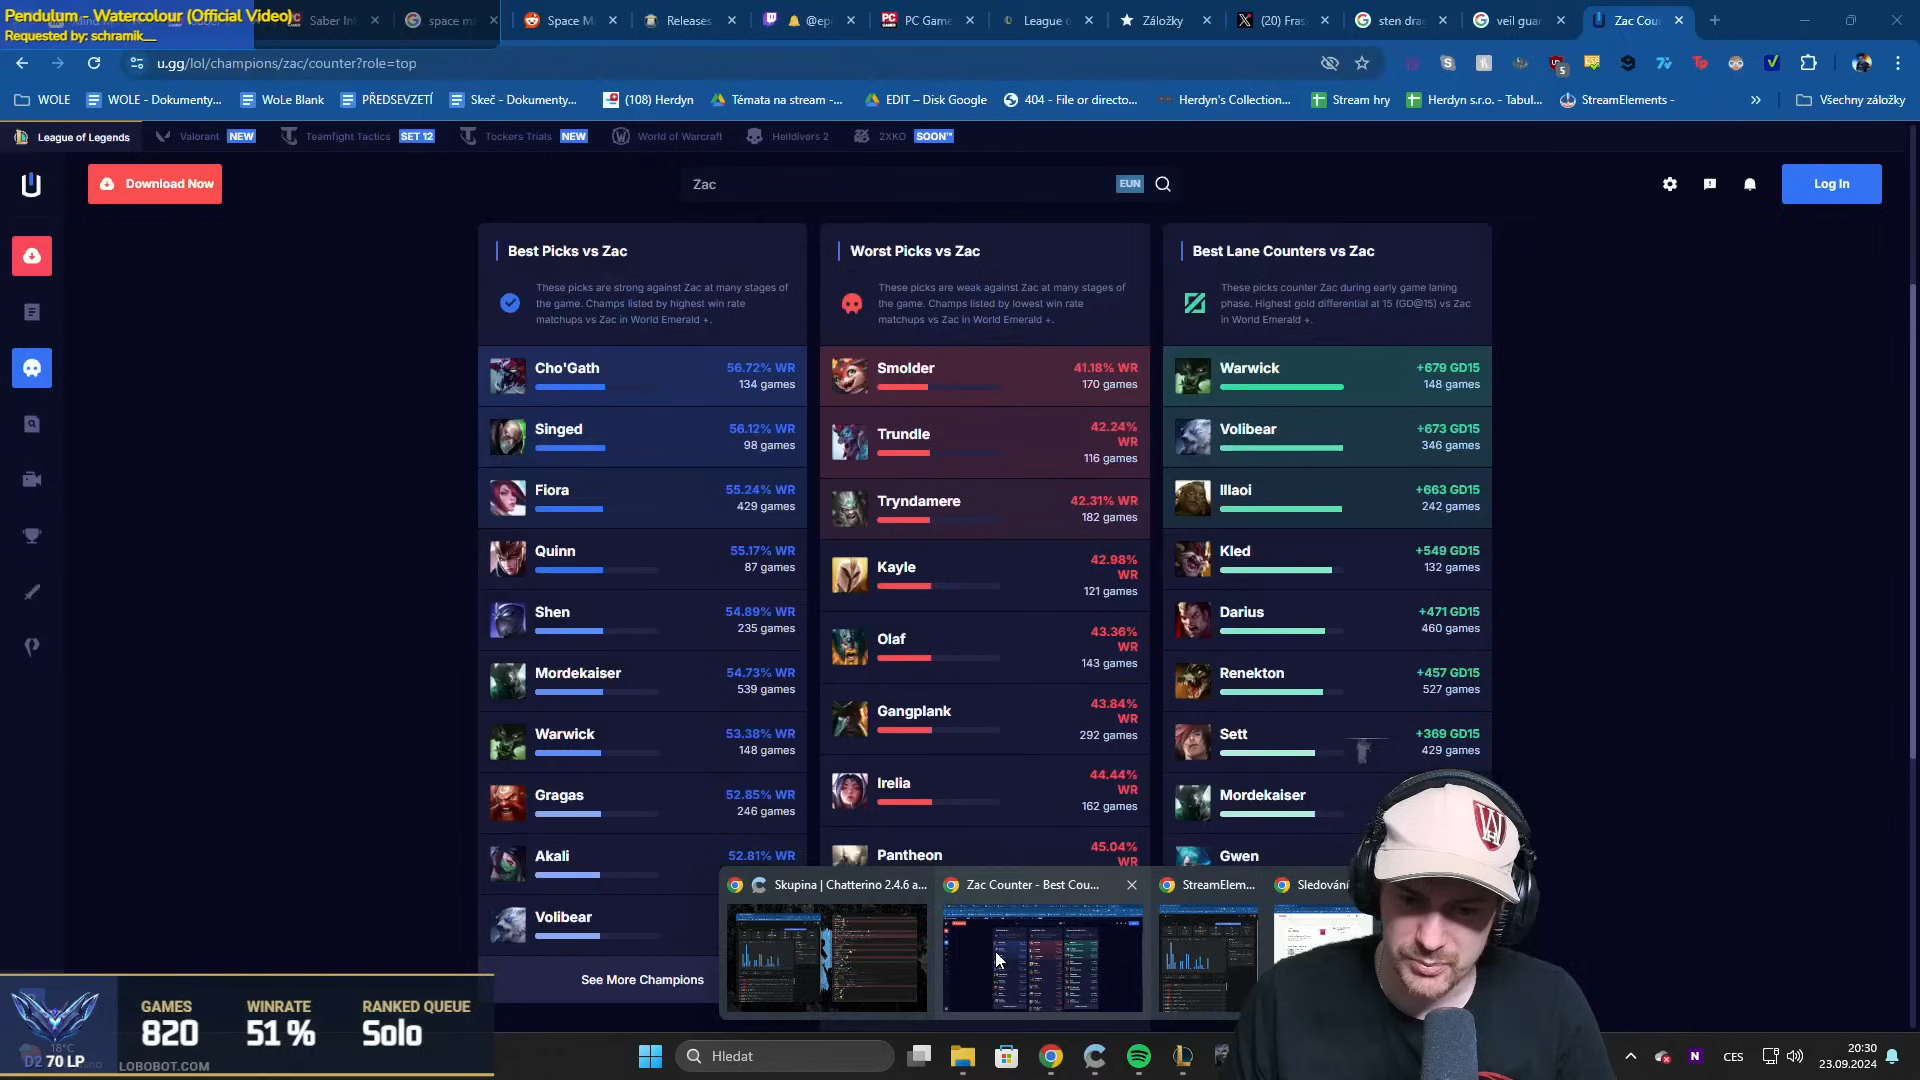 Pendulum - Watercolour (Official Video)
Requested by: schramik__
Saber In
space m
Space M
Releases
@epi
PC Game
League o
Záložky
(20) Fras
sten dra
veil gua
Zac Cou
u.gg/lol/champions/zac/counter?role=top
5
WOLE
WOLE - Dokumenty...
WoLe Blank
PŘEDSEVZETÍ
Skeč - Dokumenty...
(108) Herdyn
Témata na stream -...
EDIT – Disk Google
404 - File or directo...
Herdyn's Collection...
Stream hry
Herdyn s.r.o. - Tabul...
StreamElements -
Všechny záložky
League of Legends
Valorant NEW
Teamfight Tactics SET 12
Tockers Trials NEW
World of Warcraft
Helldivers 2
2XKO SOON™
Download Now
Zac
EUN
Log In
Best Picks vs Zac
These picks are strong against Zac at many stages of
the game. Champs listed by highest win rate
matchups vs Zac in World Emerald +.
Cho'Gath
56.72% WR
134 games
Singed
56.12% WR
98 games
Fiora
55.24% WR
429 games
Quinn
55.17% WR
87 games
Shen
54.89% WR
235 games
Mordekaiser
54.73% WR
539 games
Warwick
53.38% WR
148 games
Gragas
52.85% WR
246 games
Akali
52.81% WR
Volibear
See More Champions
Worst Picks vs Zac
These picks are weak against Zac at many stages of
the game. Champs listed by lowest win rate
matchups vs Zac in World Emerald +.
Smolder
41.18% WR
170 games
Trundle
42.24%
WR
116 games
Tryndamere
42.31% WR
182 games
Kayle
42.98%
WR
121 games
Olaf
43.36%
WR
143 games
Gangplank
43.84%
WR
292 games
Irelia
44.44%
WR
162 games
Pantheon
45.04%
WR
Best Lane Counters vs Zac
These picks counter Zac during early game laning
phase. Highest gold differential at 15 (GD@15) vs Zac
in World Emerald +.
Warwick
+679 GD15
148 games
Volibear
+673 GD15
346 games
Illaoi
+663 GD15
242 games
Kled
+549 GD15
132 games
Darius
+471 GD15
460 games
Renekton
+457 GD15
527 games
Sett
+369 GD15
429 games
Mordekaiser
Gwen
Skupina | Chatterino 2.4.6 a...
Zac Counter - Best Cou...
StreamElem...
Sledování
GAMES
820
WINRATE
51 %
RANKED QUEUE
Solo
18°C
D2 70 LP
LOBOBOT.COM
Hledat
N
CES
20:30
23.09.2024